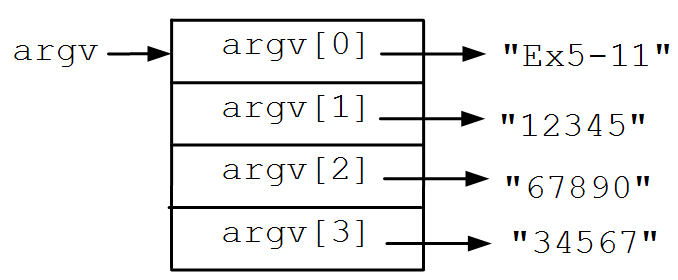 argv argv[0] "Ex5-11"
argv[1] "12345"
argv[2] "67890"
argv[3] "34567"